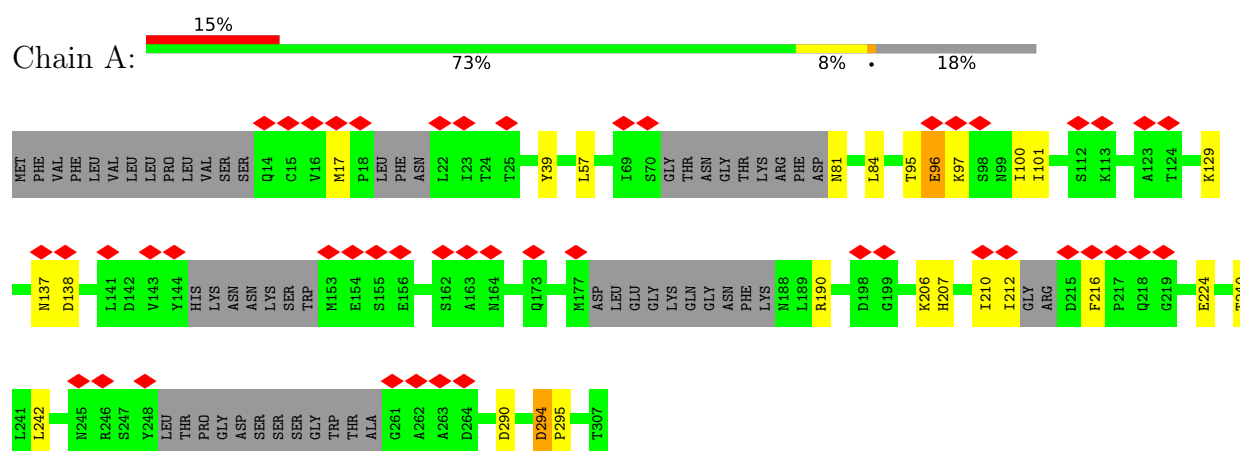 15%
Chain A:
73% 8% • 18%
MET PHE VAL PHE LEU VAL LEU LEU PRO LEU VAL SER SER Q14 C15 V16 M17 P18 LEU PHE ASN L22 I23 T24 T25 Y39 L57 I69 S70 GLY THR ASN GLY THR LYS ARG PHE ASP N81 L84 T95 E96 K97 S98 N99 I100 I101 S112 K113 A123 T124 K129
N137 D138 L141 D142 V143 Y144 HIS LYS ASN ASN LYS SER TRP M153 E154 S155 E156 S162 A163 N164 Q173 M177 ASP LEU GLU GLY LYS GLN GLY ASN PHE LYS N188 L189 R190 D198 G199 K206 H207 I210 I212 GLY ARG D215 F216 P217 Q218 G219 E224 T240
L241 L242 N245 R246 S247 Y248 LEU THR PRO GLY ASP SER SER SER GLY TRP THR ALA G261 A262 A263 D264 D290 D294 P295 T307